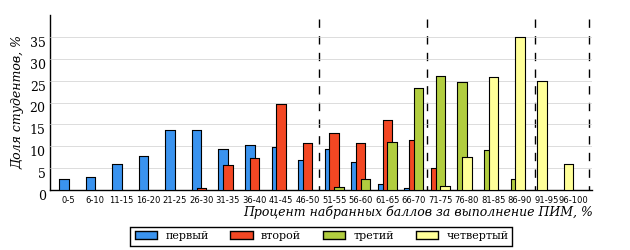 Доля студентов, %
35
30
25
20
15
10
5
0
0-5 6-10 11-15 16-20 21-25 26-30 31-35 36-40 41-45 46-50 51-55 56-60 61-65 66-70 71-75 76-80 81-85 86-90 91-95 96-100
Процент набранных баллов за выполнение ПИМ, %
первый второй третий четвертый